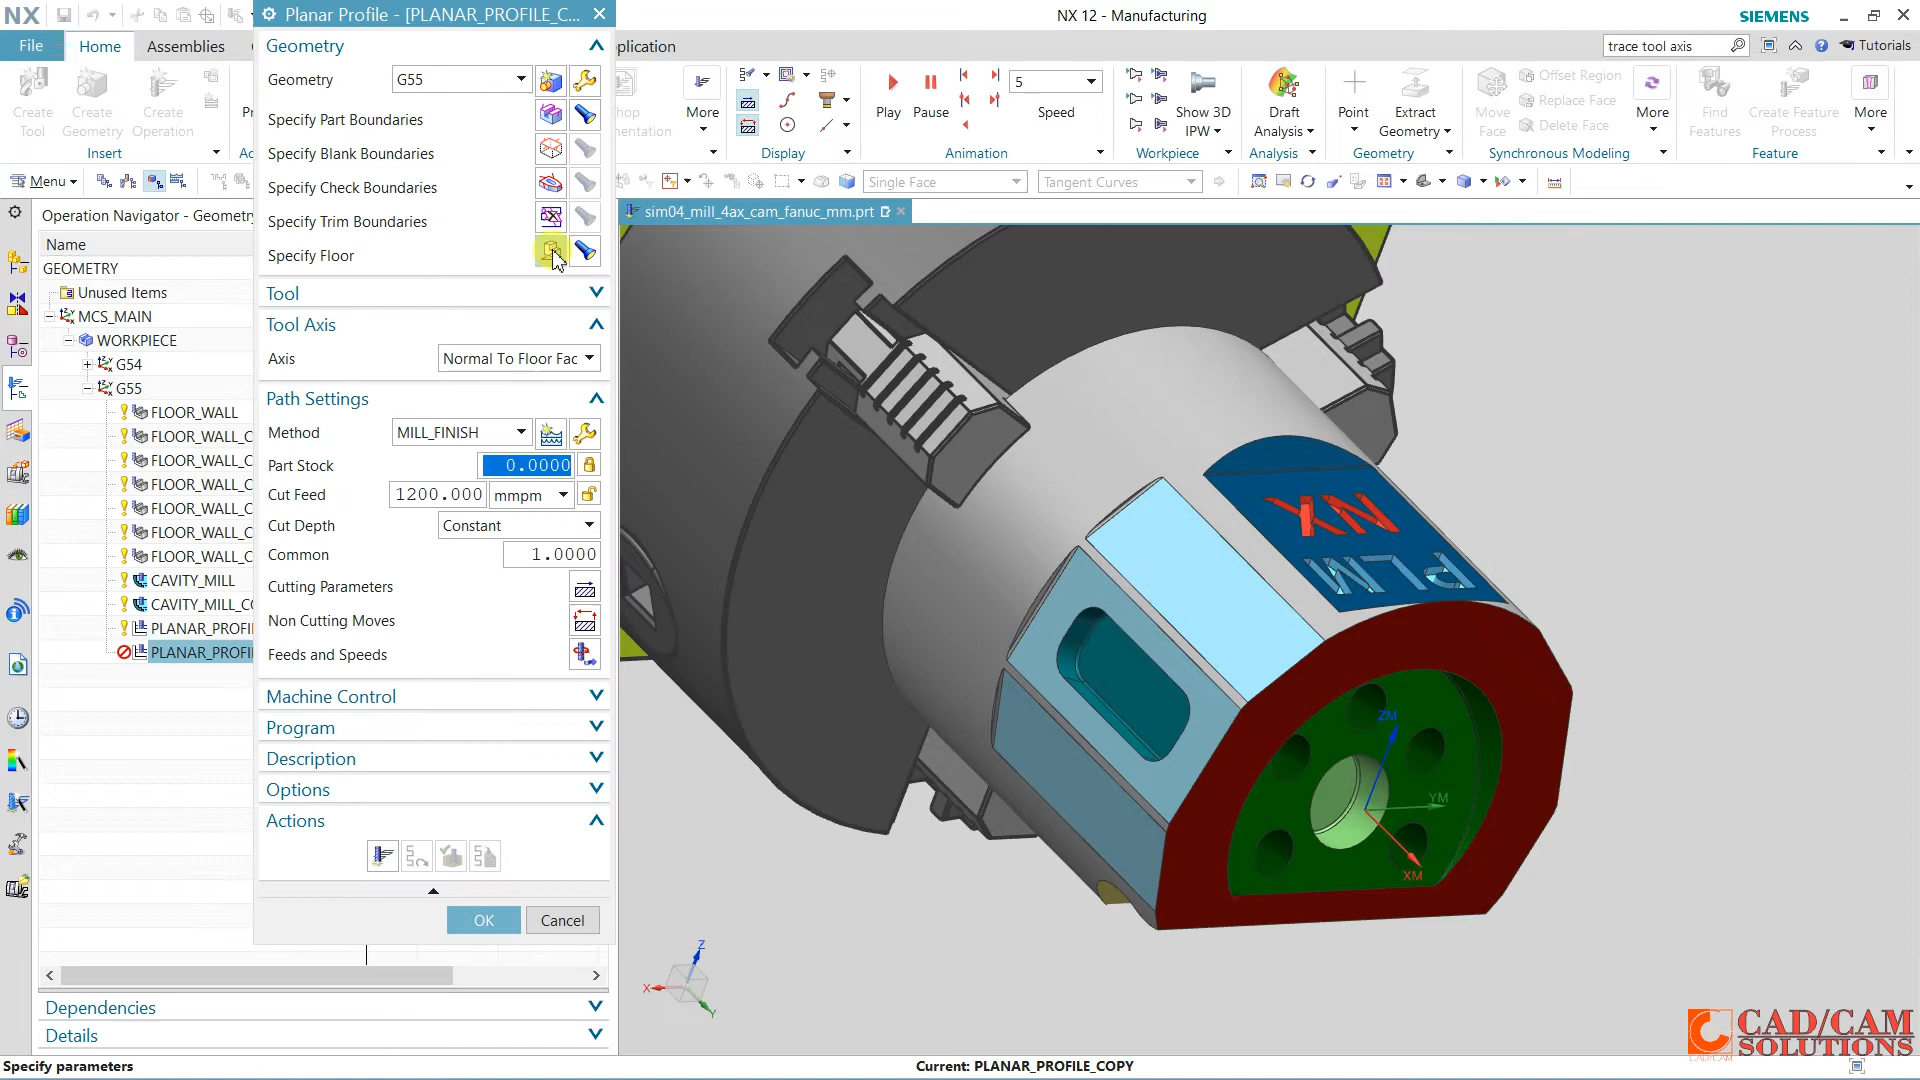 NX
Planar Profile - [PLANAR_PROFILE_C...
NX 12 - Manufacturing
SIEMENS
File
Home
Assemblies
plication
trace tool axis
Tutorials
Create Tool
Create Geometry
Create Operation
Insert
More
Display
Play
Pause
5
Speed
Animation
Show 3D IPW
Workpiece
Draft Analysis
Analysis
Point
Extract Geometry
Geometry
Move Face
Offset Region
Replace Face
Delete Face
More
Synchronous Modeling
Find Features
Create Feature Process
More
Feature
Menu
Single Face
Tangent Curves
Operation Navigator - Geometry
sim04_mill_4ax_cam_fanuc_mm.prt
Name
GEOMETRY
Unused Items
MCS_MAIN
WORKPIECE
G54
G55
FLOOR_WALL
FLOOR_WALL_C
FLOOR_WALL_C
FLOOR_WALL_C
FLOOR_WALL_C
FLOOR_WALL_C
FLOOR_WALL_C
CAVITY_MILL
CAVITY_MILL_C
PLANAR_PROFI
PLANAR_PROFI
Geometry
Geometry
G55
Specify Part Boundaries
Specify Blank Boundaries
Specify Check Boundaries
Specify Trim Boundaries
Specify Floor
Tool
Tool Axis
Axis
Normal To Floor Fac
Path Settings
Method
MILL_FINISH
Part Stock
0.0000
Cut Feed
1200.000
mmpm
Cut Depth
Constant
Common
1.0000
Cutting Parameters
Non Cutting Moves
Feeds and Speeds
Machine Control
Program
Description
Options
Actions
OK
Cancel
Dependencies
Details
NX
PLM
ZM
YM
XM
Z
X
Y
CAD/CAM
SOLUTIONS
Specify parameters
Current: PLANAR_PROFILE_COPY